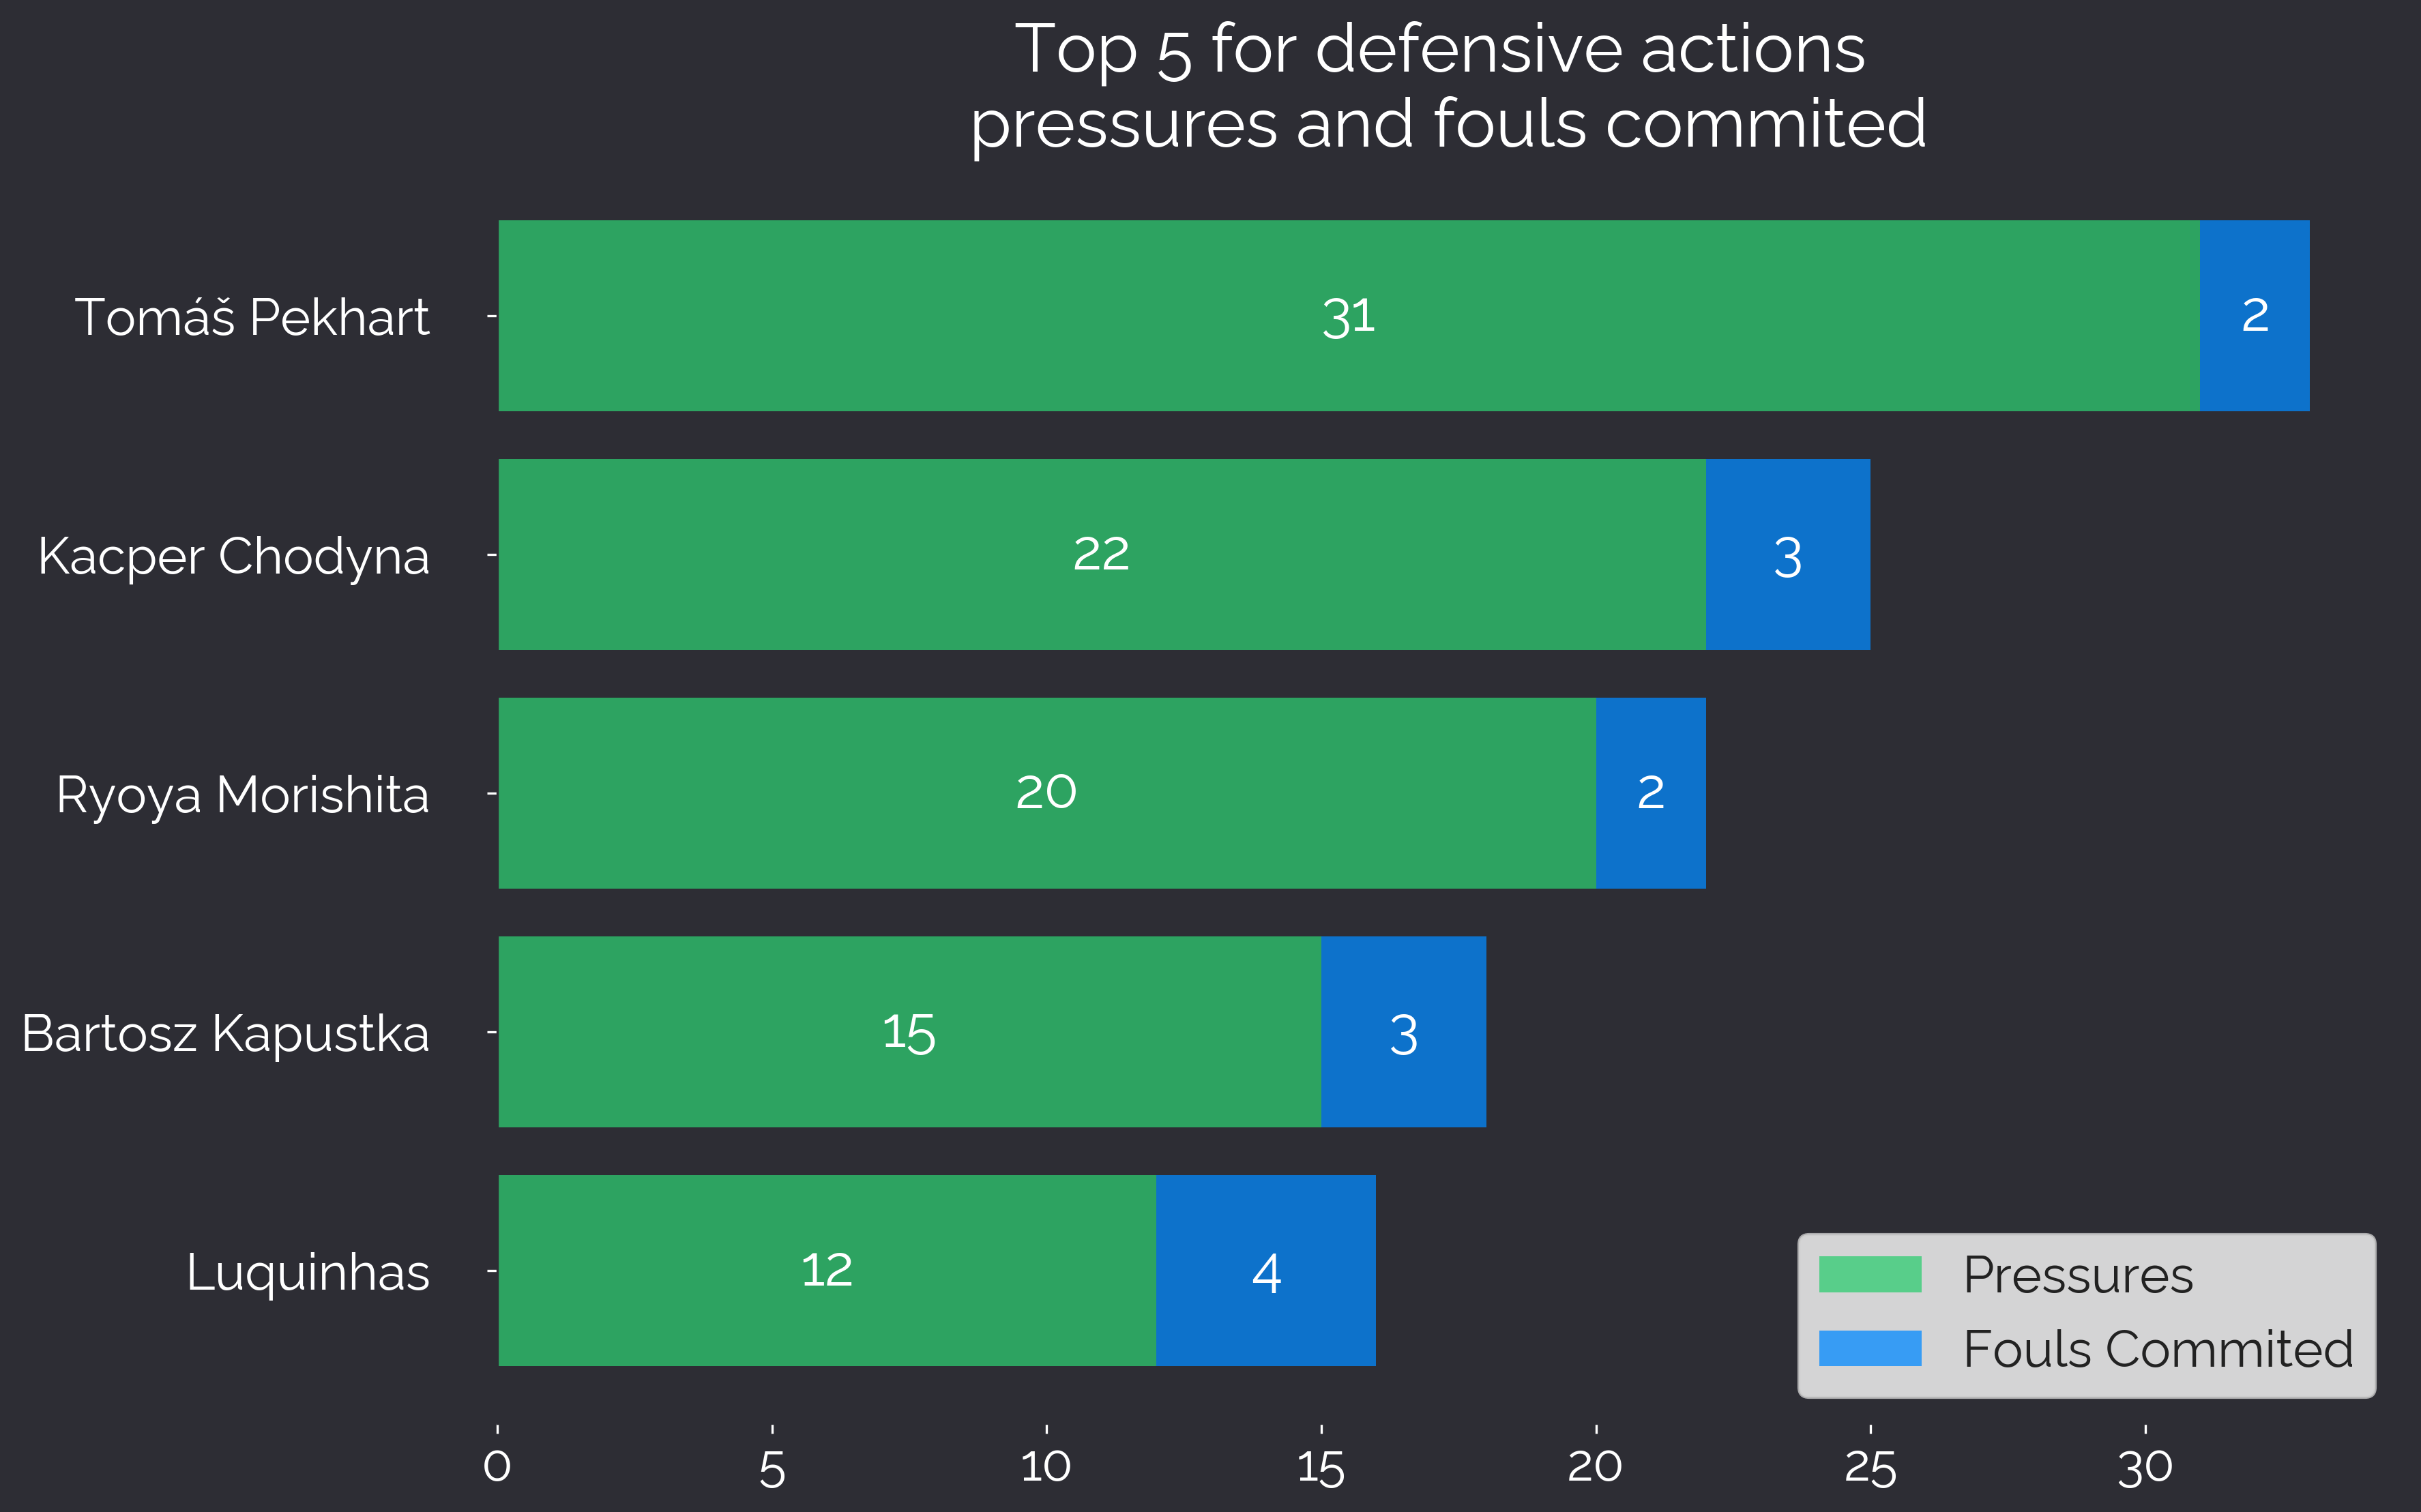 Top 5 for defensive actions
pressures and fouls commited
Tomáš Pekhart
31
2
Kacper Chodyna
22
3
Ryoya Morishita
20
2
Bartosz Kapustka
15
3
Luquinhas
12
4
Pressures
Fouls Commited
0 5 10 15 20 25 30